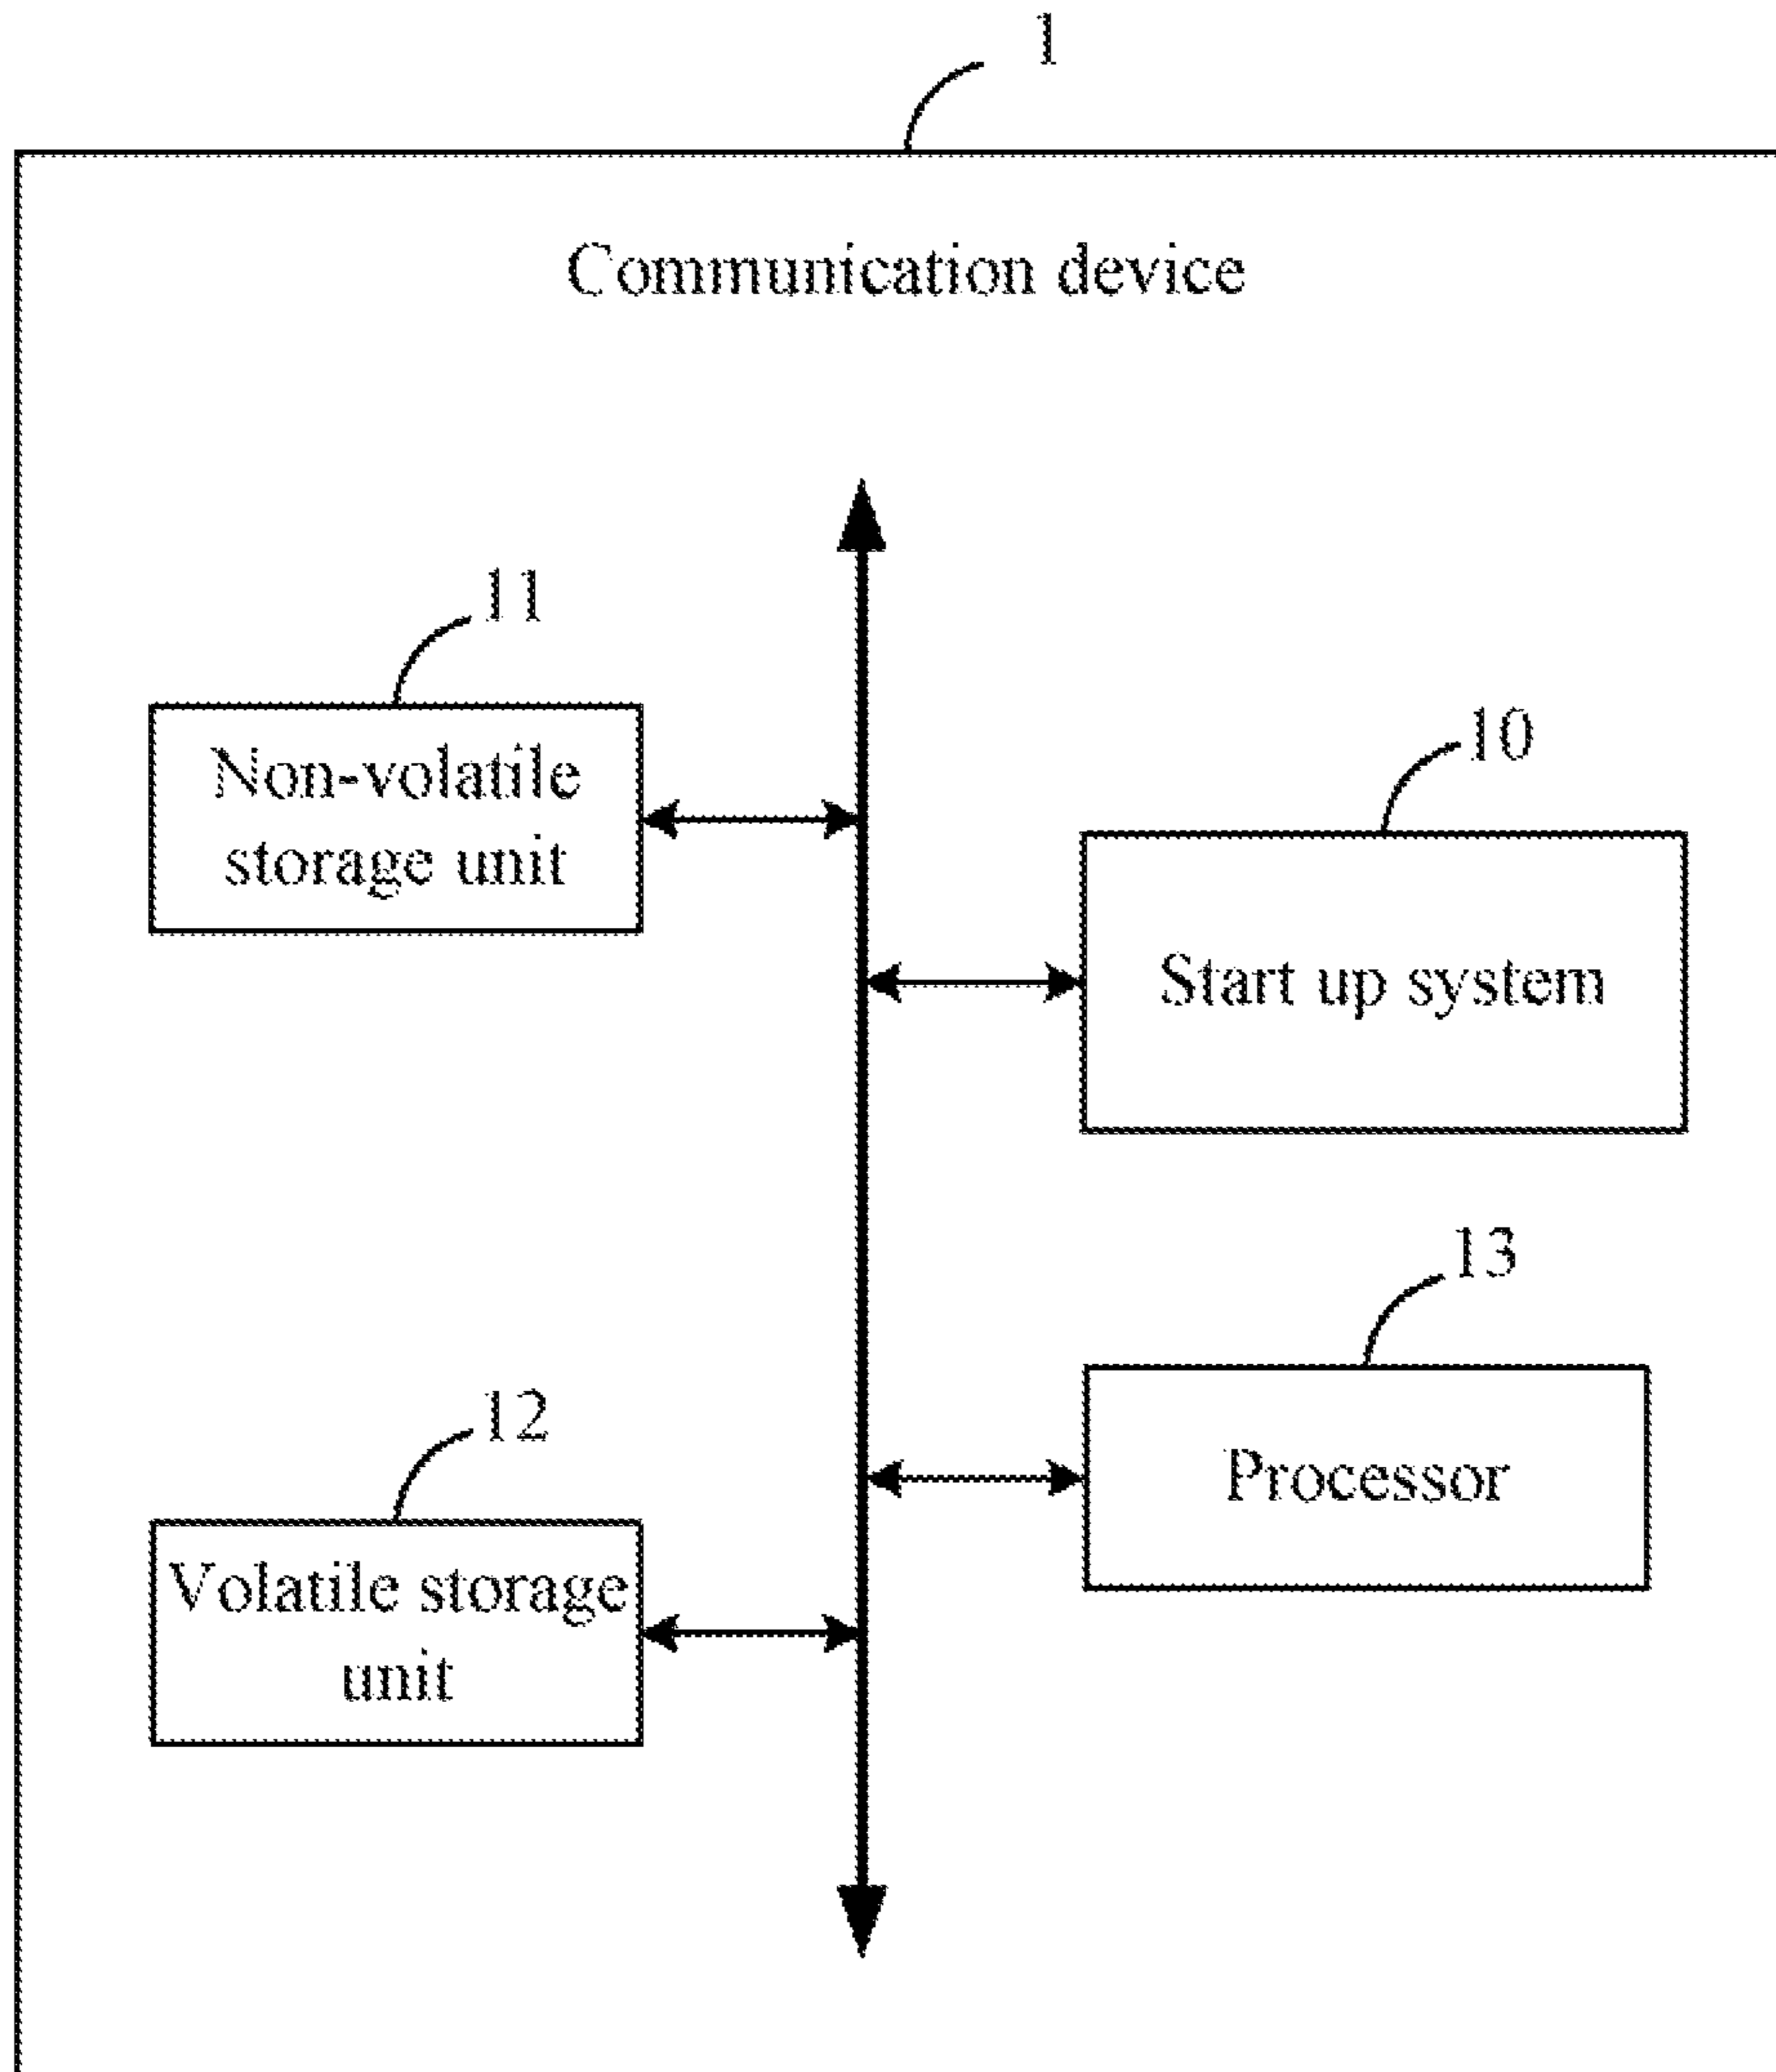 1
Communication device
11
Non-volatile
storage unit
10
Start up system
13
Processor
12
Volatile storage
unit